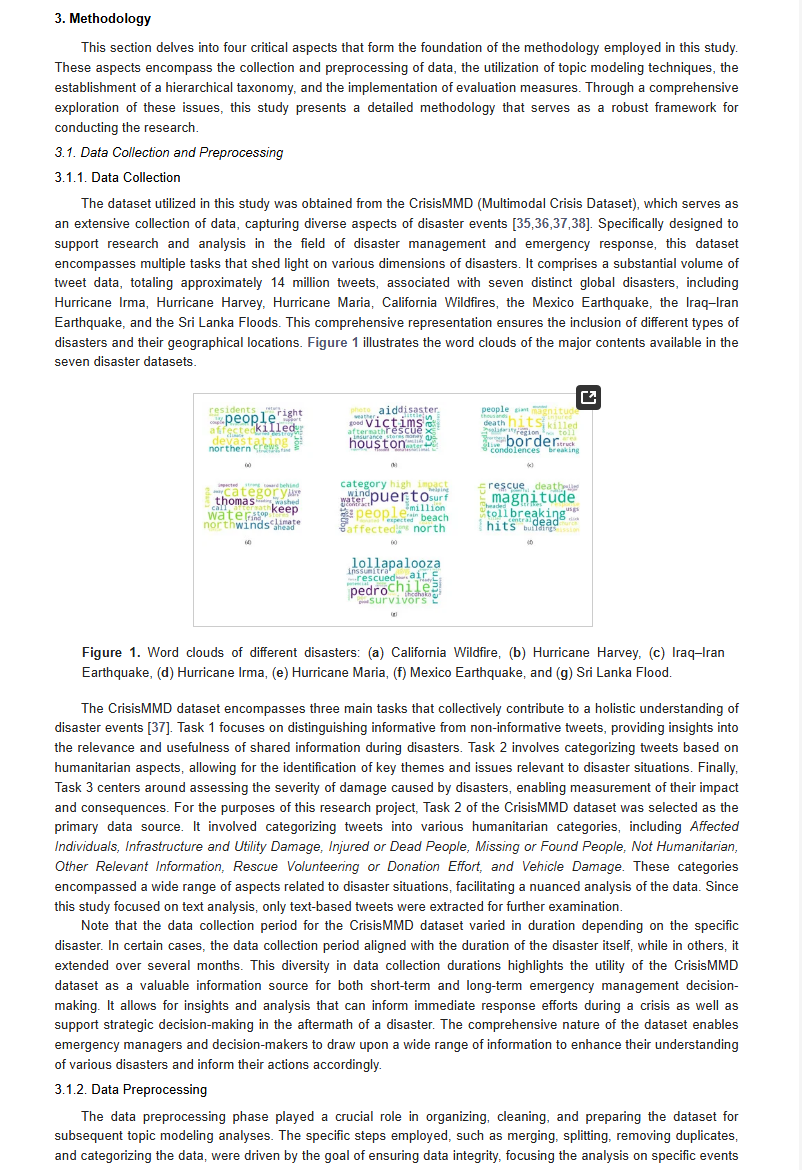 3. Methodology
This section delves into four critical aspects that form the foundation of the methodology employed in this study.
These aspects encompass the collection and preprocessing of data, the utilization of topic modeling techniques, the
establishment of a hierarchical taxonomy, and the implementation of evaluation measures. Through a comprehensive
exploration of these issues, this study presents a detailed methodology that serves as a robust framework for
conducting the research.
3.1. Data Collection and Preprocessing
3.1.1. Data Collection
The dataset utilized in this study was obtained from the CrisisMMD (Multimodal Crisis Dataset), which serves as
an extensive collection of data, capturing diverse aspects of disaster events [35,36,37,38]. Specifically designed to
support research and analysis in the field of disaster management and emergency response, this dataset
encompasses multiple tasks that shed light on various dimensions of disasters. It comprises a substantial volume of
tweet data, totaling approximately 14 million tweets, associated with seven distinct global disasters, including
Hurricane Irma, Hurricane Harvey, Hurricane Maria, California Wildfires, the Mexico Earthquake, the Iraq–Iran
Earthquake, and the Sri Lanka Floods. This comprehensive representation ensures the inclusion of different types of
disasters and their geographical locations. Figure 1 illustrates the word clouds of the major contents available in the
seven disaster datasets.
residents right
people
affected killed
devastating
northern crews
(a)
aid disaster
good victims
aftermath rescue
houston texas
(b)
people magnitude
death hits killed
region
border
condolences breaking
(c)
category
thomas washed
call aftermath keep
water stop
north winds climate
ahead
(d)
category high impact
wind puerto surf
water
people million
expected beach
affected north
(e)
rescue death
search magnitude
toll breaking
central dead
hits buildings
(f)
lollapalooza
rescued air
pedro chile return
survivors
(g)
Figure 1. Word clouds of different disasters: (a) California Wildfire, (b) Hurricane Harvey, (c) Iraq–Iran
Earthquake, (d) Hurricane Irma, (e) Hurricane Maria, (f) Mexico Earthquake, and (g) Sri Lanka Flood.
The CrisisMMD dataset encompasses three main tasks that collectively contribute to a holistic understanding of
disaster events [37]. Task 1 focuses on distinguishing informative from non-informative tweets, providing insights into
the relevance and usefulness of shared information during disasters. Task 2 involves categorizing tweets based on
humanitarian aspects, allowing for the identification of key themes and issues relevant to disaster situations. Finally,
Task 3 centers around assessing the severity of damage caused by disasters, enabling measurement of their impact
and consequences. For the purposes of this research project, Task 2 of the CrisisMMD dataset was selected as the
primary data source. It involved categorizing tweets into various humanitarian categories, including Affected
Individuals, Infrastructure and Utility Damage, Injured or Dead People, Missing or Found People, Not Humanitarian,
Other Relevant Information, Rescue Volunteering or Donation Effort, and Vehicle Damage. These categories
encompassed a wide range of aspects related to disaster situations, facilitating a nuanced analysis of the data. Since
this study focused on text analysis, only text-based tweets were extracted for further examination.
Note that the data collection period for the CrisisMMD dataset varied in duration depending on the specific
disaster. In certain cases, the data collection period aligned with the duration of the disaster itself, while in others, it
extended over several months. This diversity in data collection durations highlights the utility of the CrisisMMD
dataset as a valuable information source for both short-term and long-term emergency management decision-
making. It allows for insights and analysis that can inform immediate response efforts during a crisis as well as
support strategic decision-making in the aftermath of a disaster. The comprehensive nature of the dataset enables
emergency managers and decision-makers to draw upon a wide range of information to enhance their understanding
of various disasters and inform their actions accordingly.
3.1.2. Data Preprocessing
The data preprocessing phase played a crucial role in organizing, cleaning, and preparing the dataset for
subsequent topic modeling analyses. The specific steps employed, such as merging, splitting, removing duplicates,
and categorizing the data, were driven by the goal of ensuring data integrity, focusing the analysis on specific events